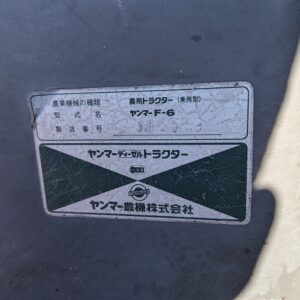 農業機械の種類 農用トラクター (乗用型)
型式名 ヤンマーF-6
製造番号
ヤンマーディーゼルトラクター
ヤンマー農機株式会社